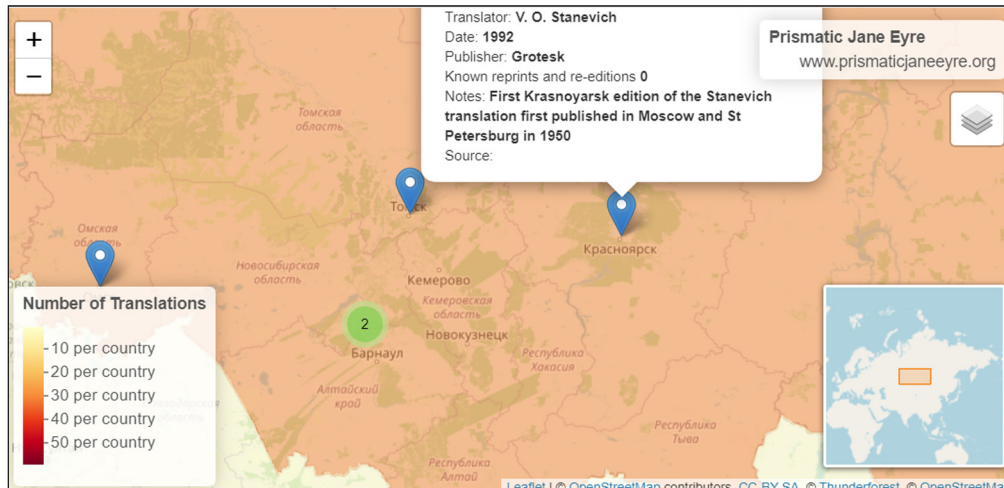 Translator: V. O. Stanevich
Date: 1992
Publisher: Grotesk
Known reprints and re-editions 0
Notes: First Krasnoyarsk edition of the Stanevich
translation first published in Moscow and St
Petersburg in 1950
Source:
+
−
Prismatic Jane Eyre
www.prismaticjaneeyre.org
Томская
область
Томск
Омская
область
Красноярск
Новосибирская
область
Кемерово
Кемеровская
область
2
Новокузнецк
Барнаул
Республика
Хакасия
Алтайский
край
Республика
Тыва
Республика
Алтай
Number of Translations
10 per country
20 per country
30 per country
40 per country
50 per country
Leaflet | © OpenStreetMap contributors, CC-BY-SA, © Thunderforest, © OpenStreetMa